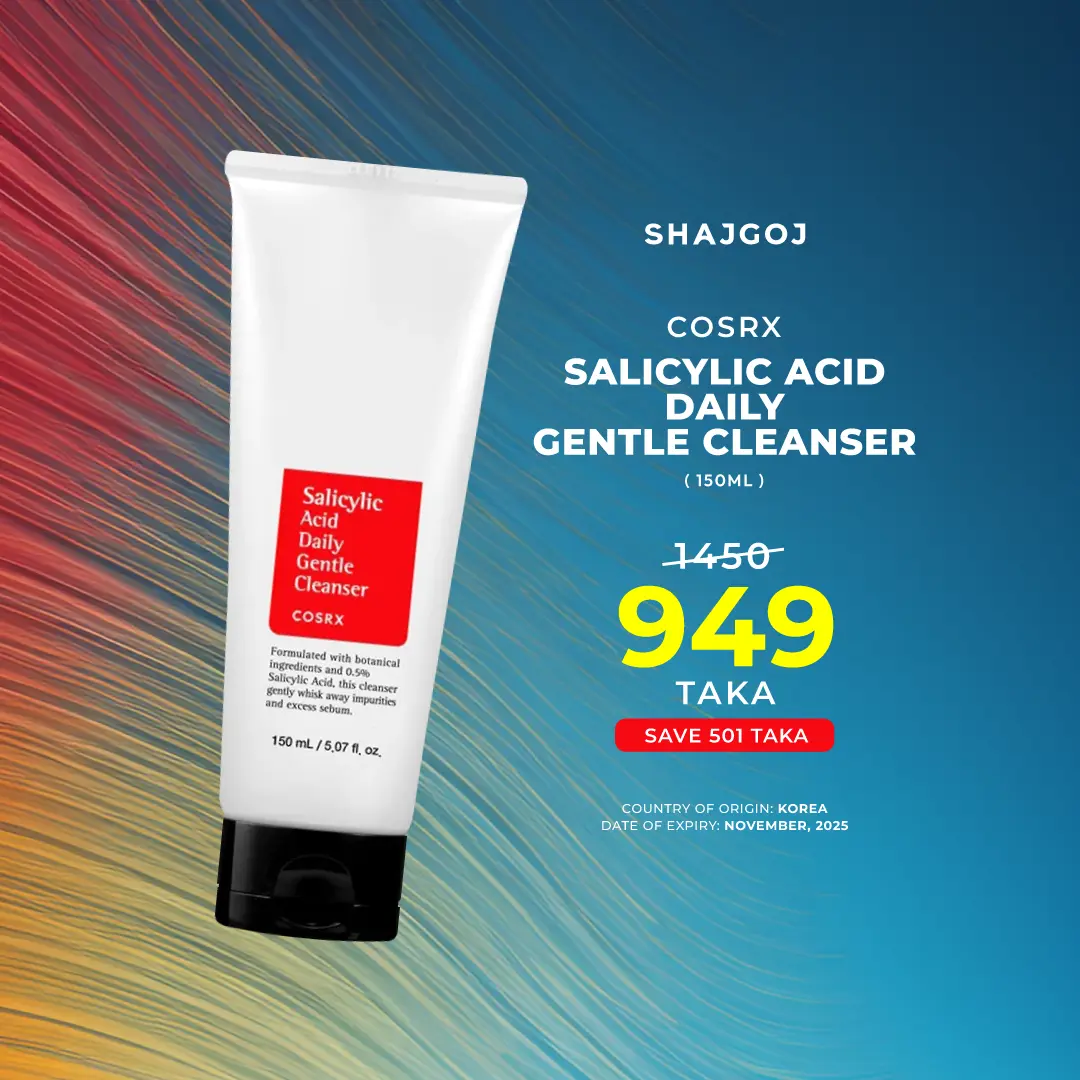 SHAJGOJ
COSRX
SALICYLIC ACID
DAILY
GENTLE CLEANSER
( 150ML )
1450
949
TAKA
SAVE 501 TAKA
COUNTRY OF ORIGIN: KOREA
DATE OF EXPIRY: NOVEMBER, 2025
Salicylic
Acid
Daily
Gentle
Cleanser
COSRX
Formulated with botanical
ingredients and 0.5%
Salicylic Acid, this cleanser
gently whisk away impurities
and excess sebum.
150 mL / 5.07 fl. oz.